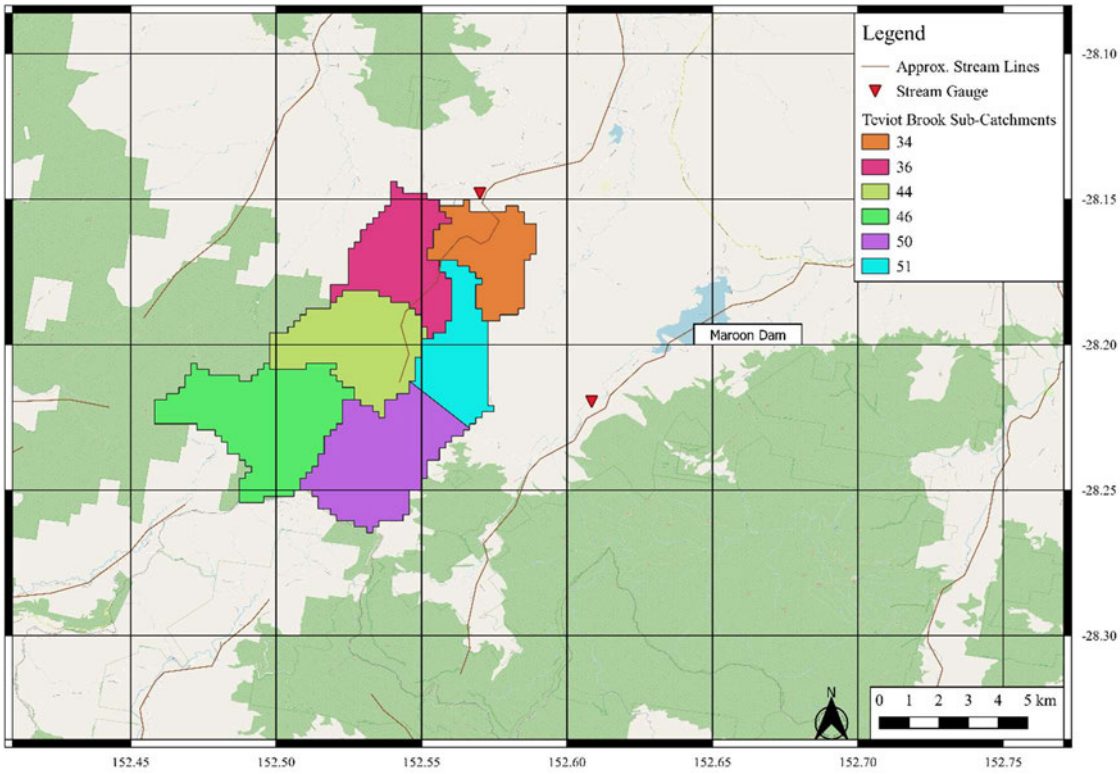 Legend
Approx. Stream Lines
Stream Gauge
Teviot Brook Sub-Catchments
34
36
44
46
50
51
-28.10
-28.15
-28.20
-28.25
-28.30
Maroon Dam
N
0 1 2 3 4 5 km
152.45 152.50 152.55 152.60 152.65 152.70 152.75